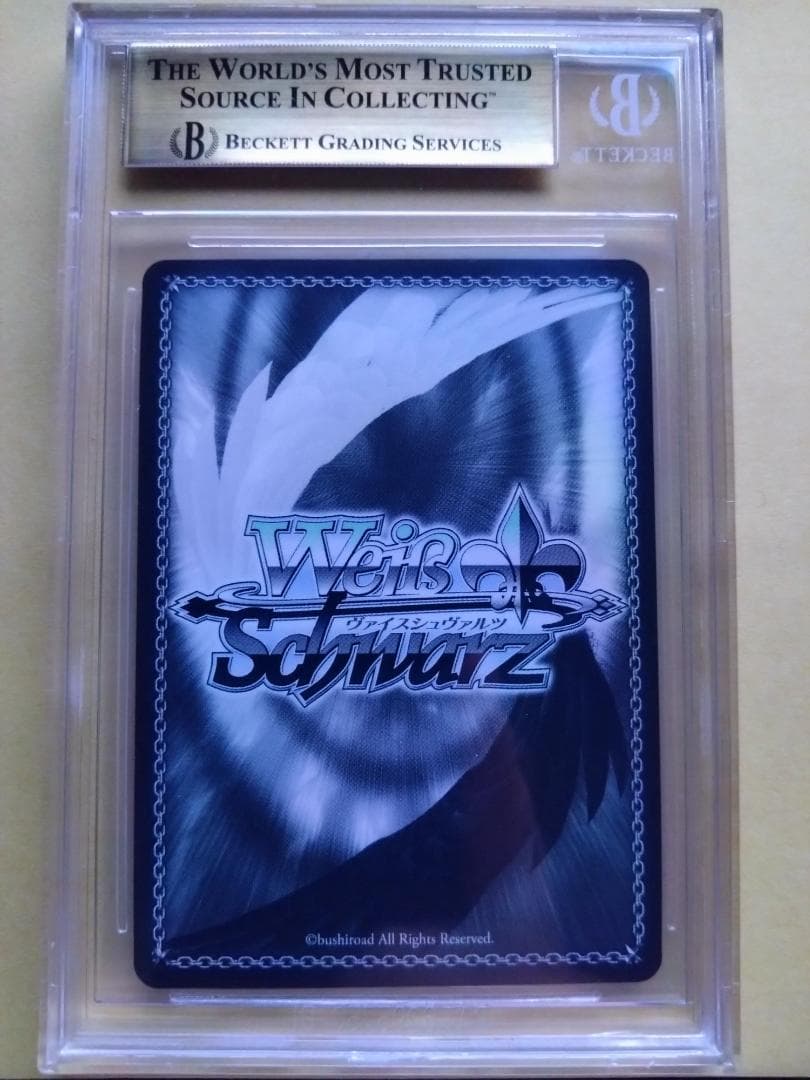 THE WORLD'S MOST TRUSTED
SOURCE IN COLLECTING™
B BECKETT GRADING SERVICES
B
BECKETT
Weiß
ヴァイスシュヴァルツ
Schwarz
©bushiroad All Rights Reserved.